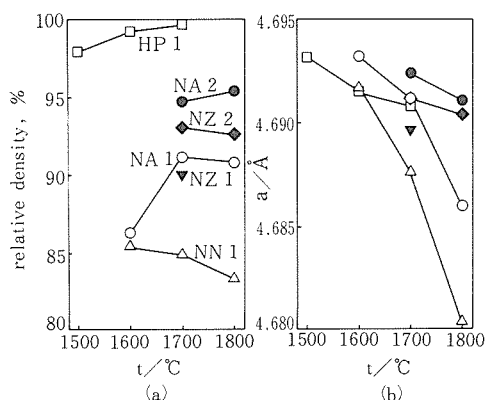 100
95
90
85
80
relative density, %
HP 1
NA 2
NZ 2
NA 1
NZ 1
NN 1
1500 1600 1700 1800
t/°C
(a)
4.695
4.690
4.685
4.680
a/Å
1500 1600 1700 1800
t/°C
(b)